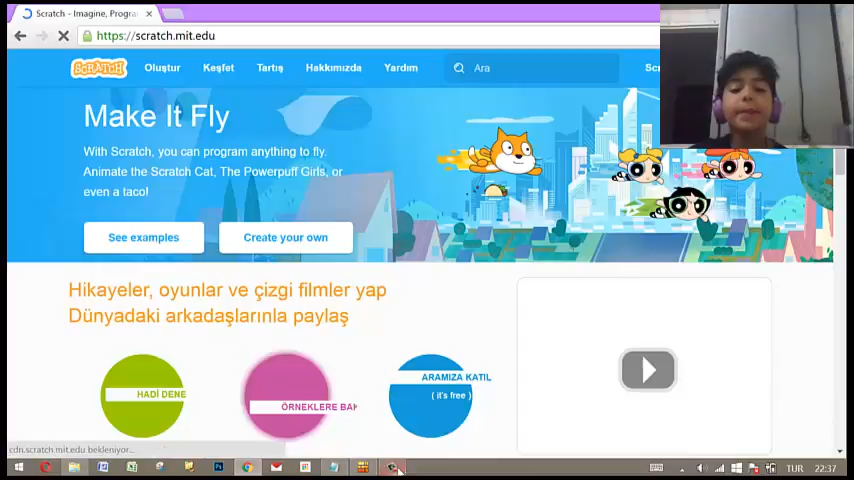 Scratch - Imagine, Progra
https://scratch.mit.edu
SCRATCH
Oluştur
Keşfet
Tartış
Hakkımızda
Yardım
Ara
Make It Fly
With Scratch, you can program anything to fly.
Animate the Scratch Cat, The Powerpuff Girls, or
even a taco!
See examples
Create your own
Hikayeler, oyunlar ve çizgi filmler yap
Dünyadaki arkadaşlarınla paylaş
HADİ DENE
ÖRNEKLERE BAK
ARAMIZA KATIL
( it's free )
cdn.scratch.mit.edu bekleniyor...
TUR
22:37